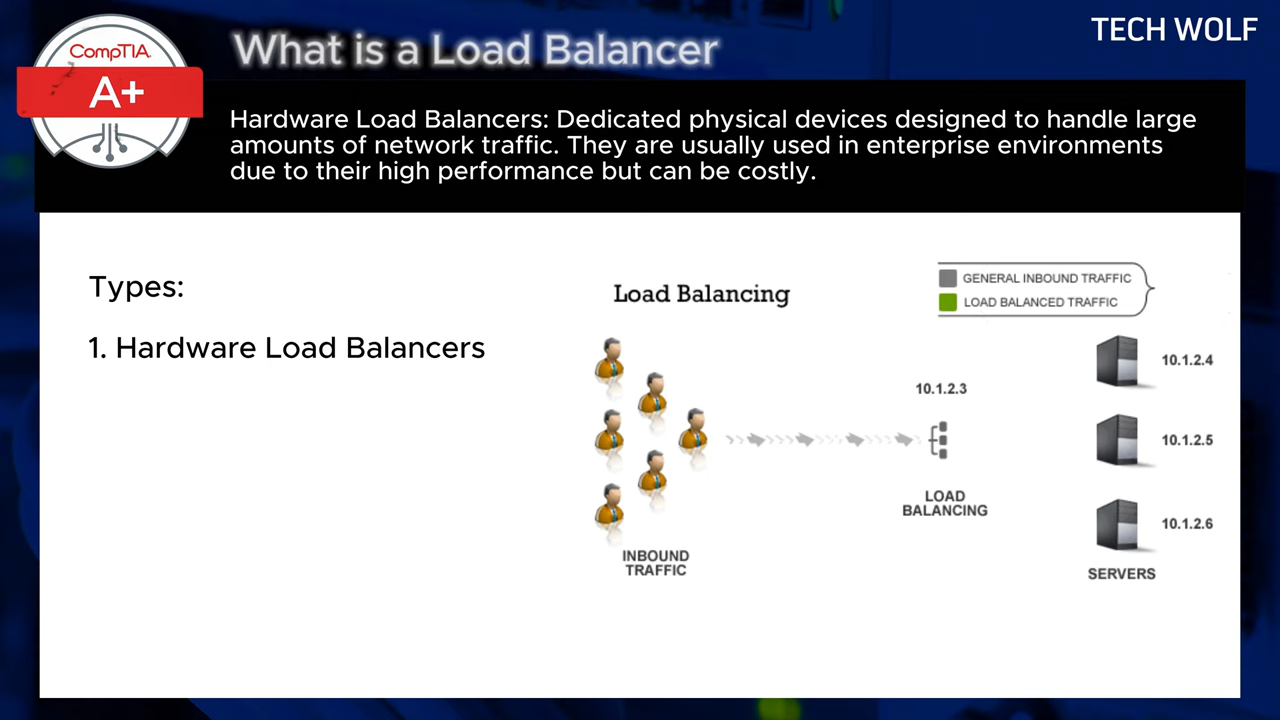 CompTIA.
A+
What is a Load Balancer
TECH WOLF
Hardware Load Balancers: Dedicated physical devices designed to handle large
amounts of network traffic. They are usually used in enterprise environments
due to their high performance but can be costly.
Types:
1. Hardware Load Balancers
Load Balancing
GENERAL INBOUND TRAFFIC
LOAD BALANCED TRAFFIC
10.1.2.3
LOAD
BALANCING
INBOUND
TRAFFIC
10.1.2.4
10.1.2.5
10.1.2.6
SERVERS